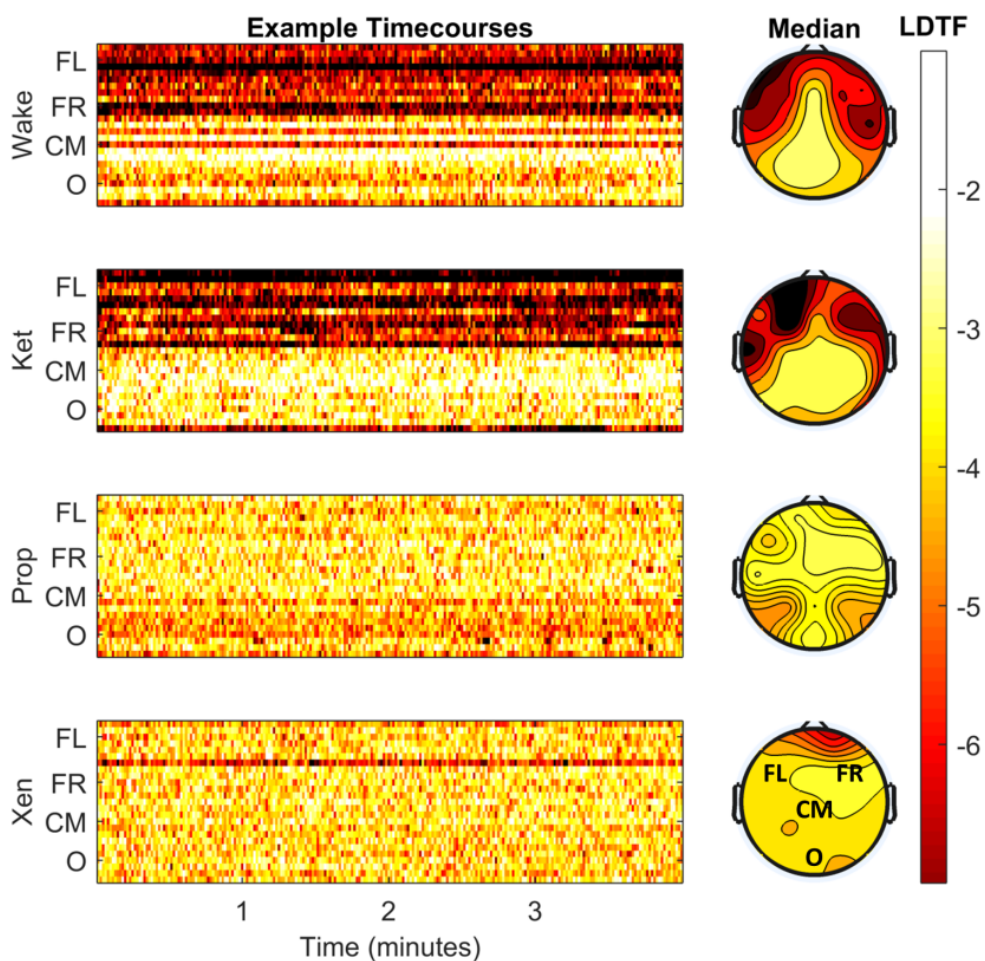 Example Timecourses
Median
LDTF
Wake
FL
FR
CM
O
Ket
FL
FR
CM
O
Prop
FL
FR
CM
O
Xen
FL
FR
CM
O
FL
FR
CM
O
-2
-3
-4
-5
-6
1
2
3
Time (minutes)